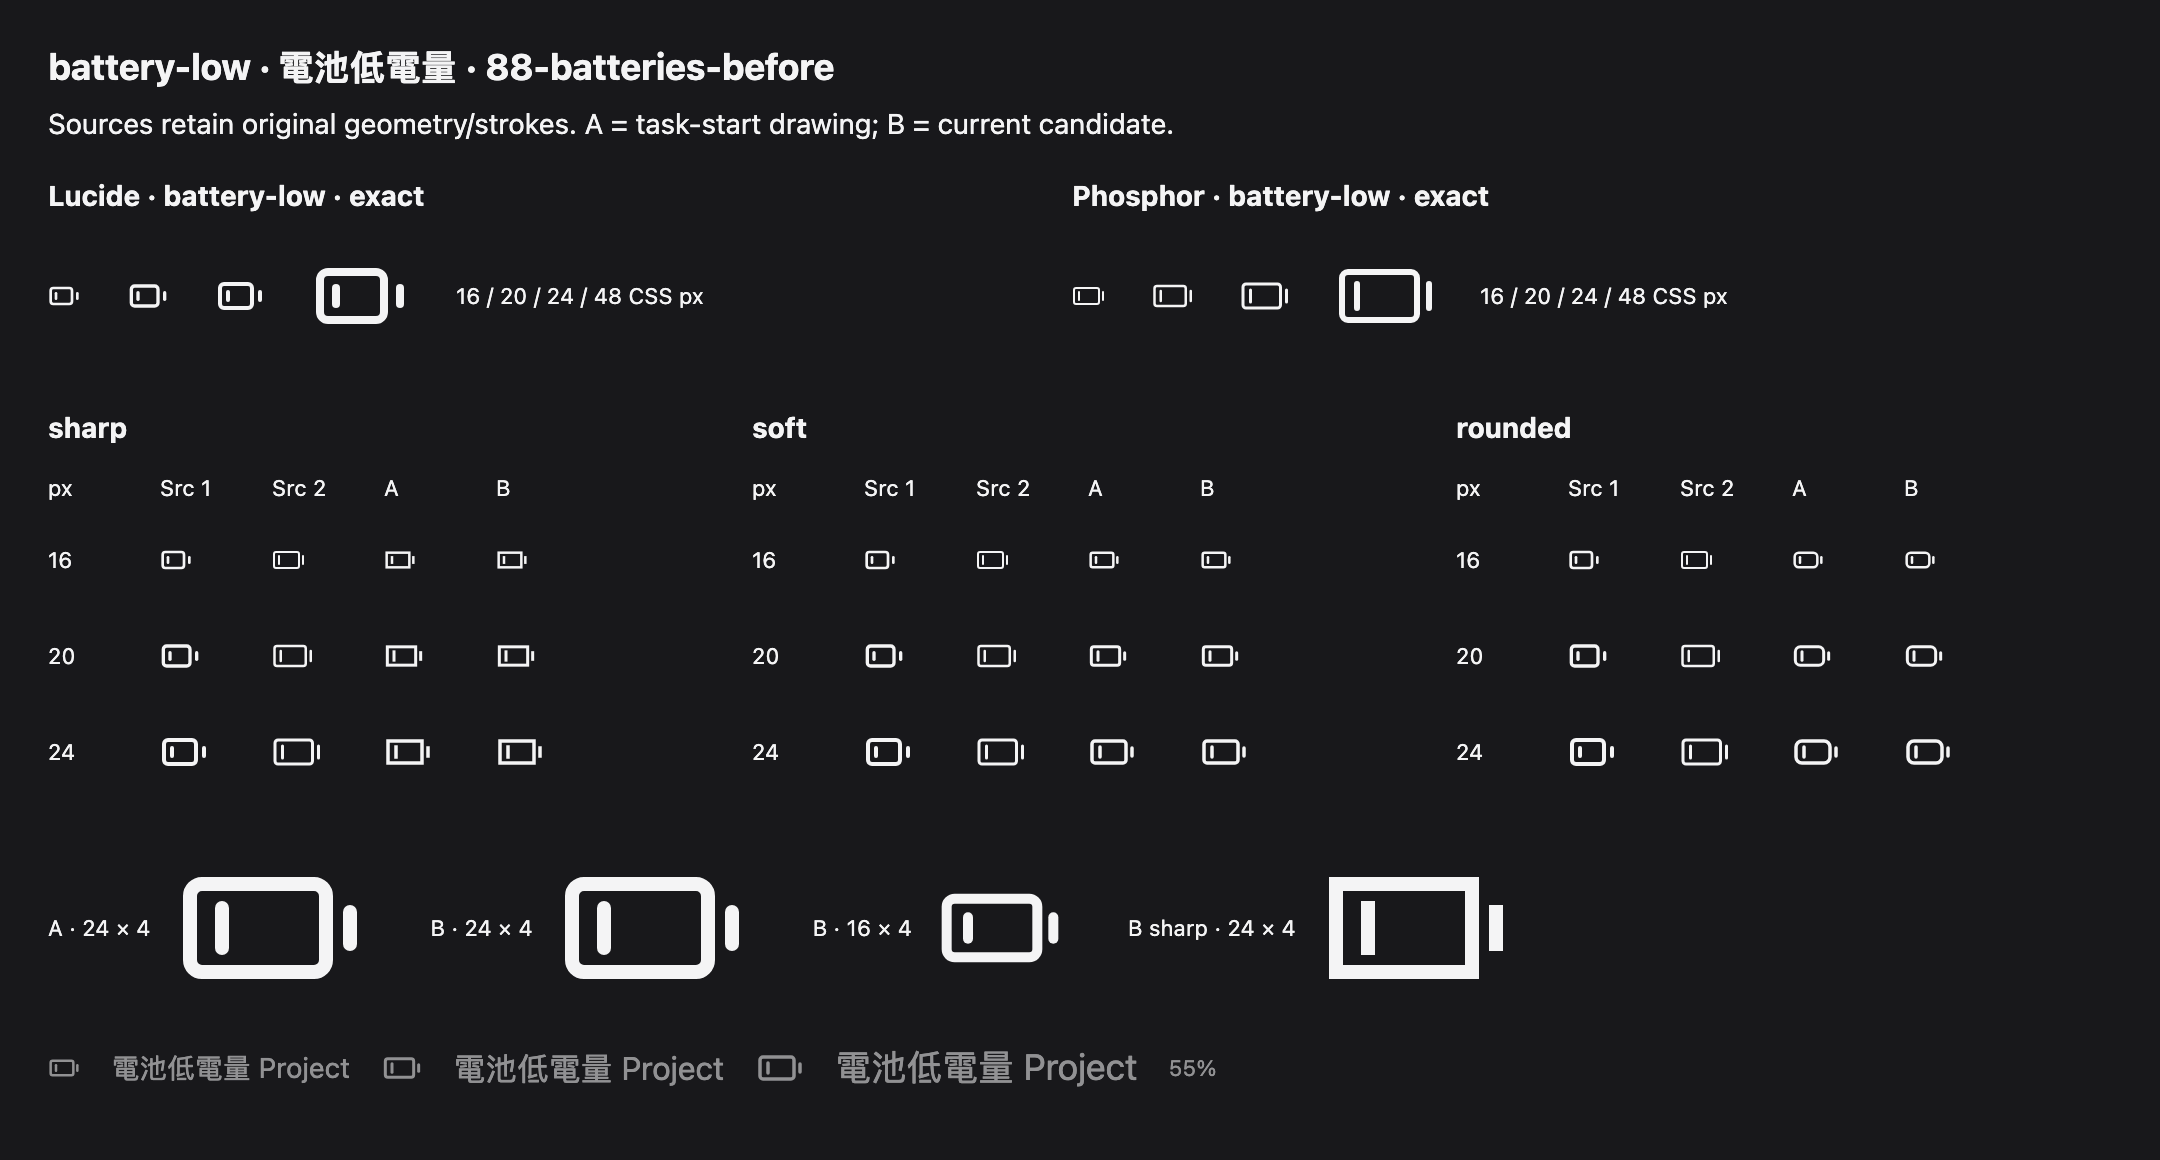 battery-low · 電池低電量 · 88-batteries-before
Sources retain original geometry/strokes. A = task-start drawing; B = current candidate.
Lucide · battery-low · exact
Phosphor · battery-low · exact
16 / 20 / 24 / 48 CSS px
16 / 20 / 24 / 48 CSS px
sharp
soft
rounded
px Src 1 Src 2 A B
px Src 1 Src 2 A B
px Src 1 Src 2 A B
16
16
16
20
20
20
24
24
24
A · 24 × 4
B · 24 × 4
B · 16 × 4
B sharp · 24 × 4
電池低電量 Project
電池低電量 Project
電池低電量 Project
55%